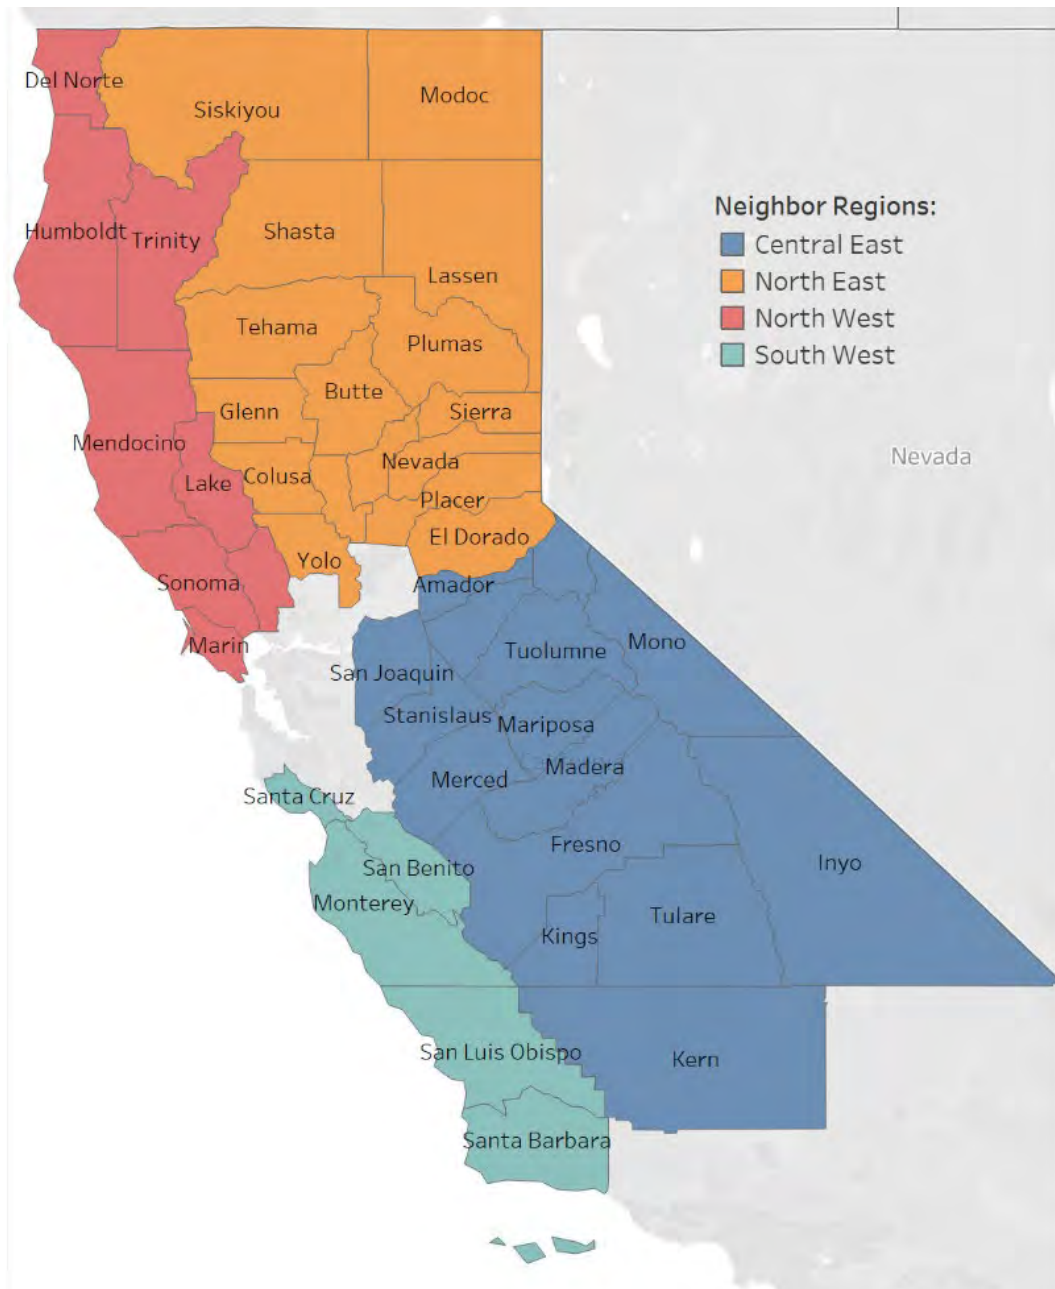 Del Norte
Siskiyou
Modoc
Humboldt
Trinity
Shasta
Lassen
Neighbor Regions:
Central East
North East
North West
South West
Tehama
Plumas
Butte
Glenn
Sierra
Mendocino
Lake
Colusa
Nevada
Nevada
Placer
El Dorado
Yolo
Sonoma
Amador
Marin
San Joaquin
Tuolumne
Mono
Stanislaus
Mariposa
Merced
Madera
Santa Cruz
Fresno
San Benito
Inyo
Monterey
Kings
Tulare
San Luis Obispo
Kern
Santa Barbara